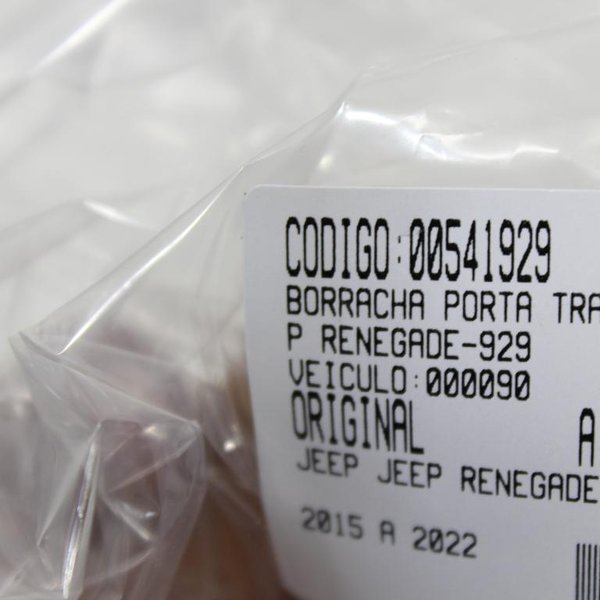 CODIGO:00541929
BORRACHA PORTA TRA
P RENEGADE-929
VEICULO:000090
ORIGINAL A
JEEP JEEP RENEGADE
2015 A 2022